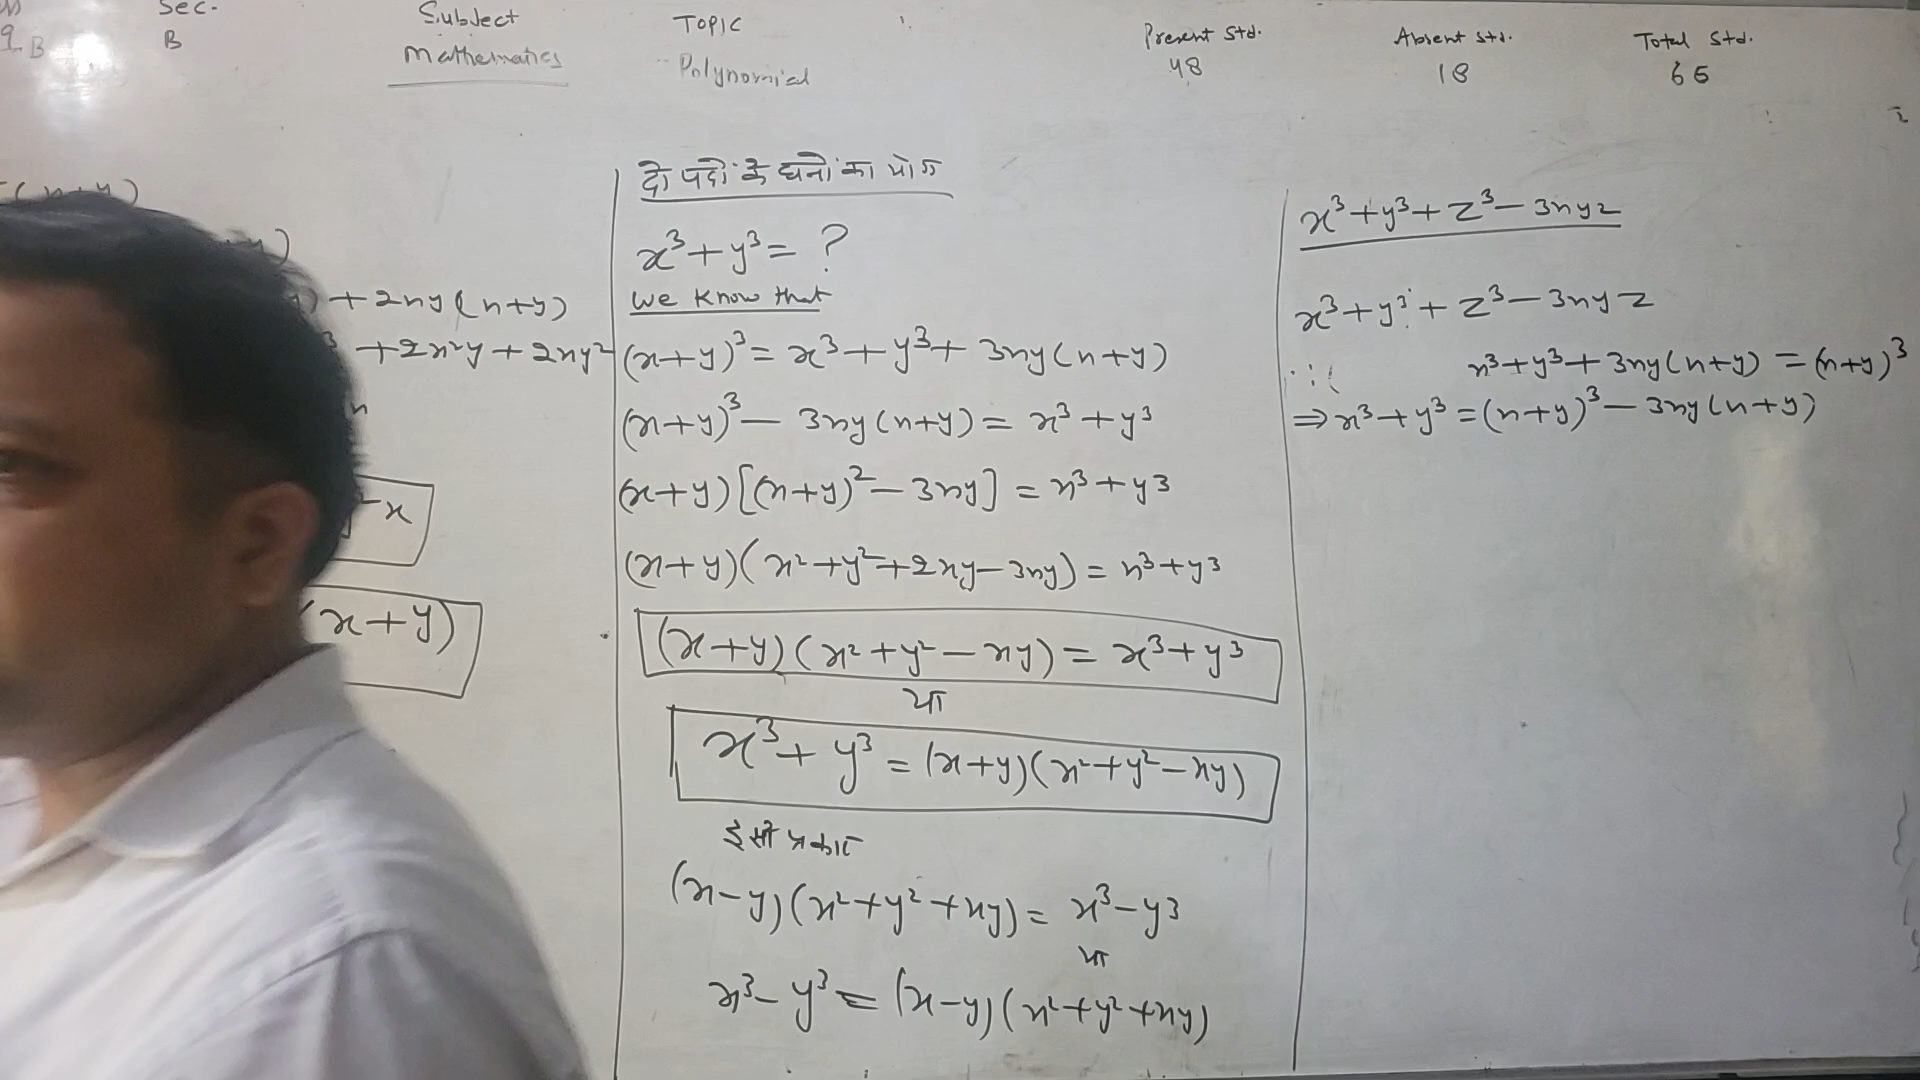 Sec. Subject Topic Present Std. Absent Std. Total Std.
9 B B Mathematics Polynomial 48 18 66
+2xy(x+y)
+2x²y+2xy²
-x
x+y)
दो पदों के घनों का योग
x³+y³= ?
We Know that
(x+y)³= x³+y³+ 3xy(x+y)
(x+y)³— 3xy(x+y)= x³+y³
(x+y)[(x+y)²—3xy] = x³+y³
(x+y)(x²+y²+2xy–3xy) = x³+y³
(x+y)(x²+y²—xy)= x³+y³
या
x³+y³=(x+y)(x²+y²–xy)
इसी प्रकार
(x–y)(x²+y²+xy)= x³–y³
या
x³–y³=(x–y)(x²+y²+xy)
x³+y³+z³–3xyz
x³+y³+z³–3xyz
∵ x³+y³+3xy(x+y) =(x+y)³
⇒x³+y³=(x+y)³–3xy(x+y)